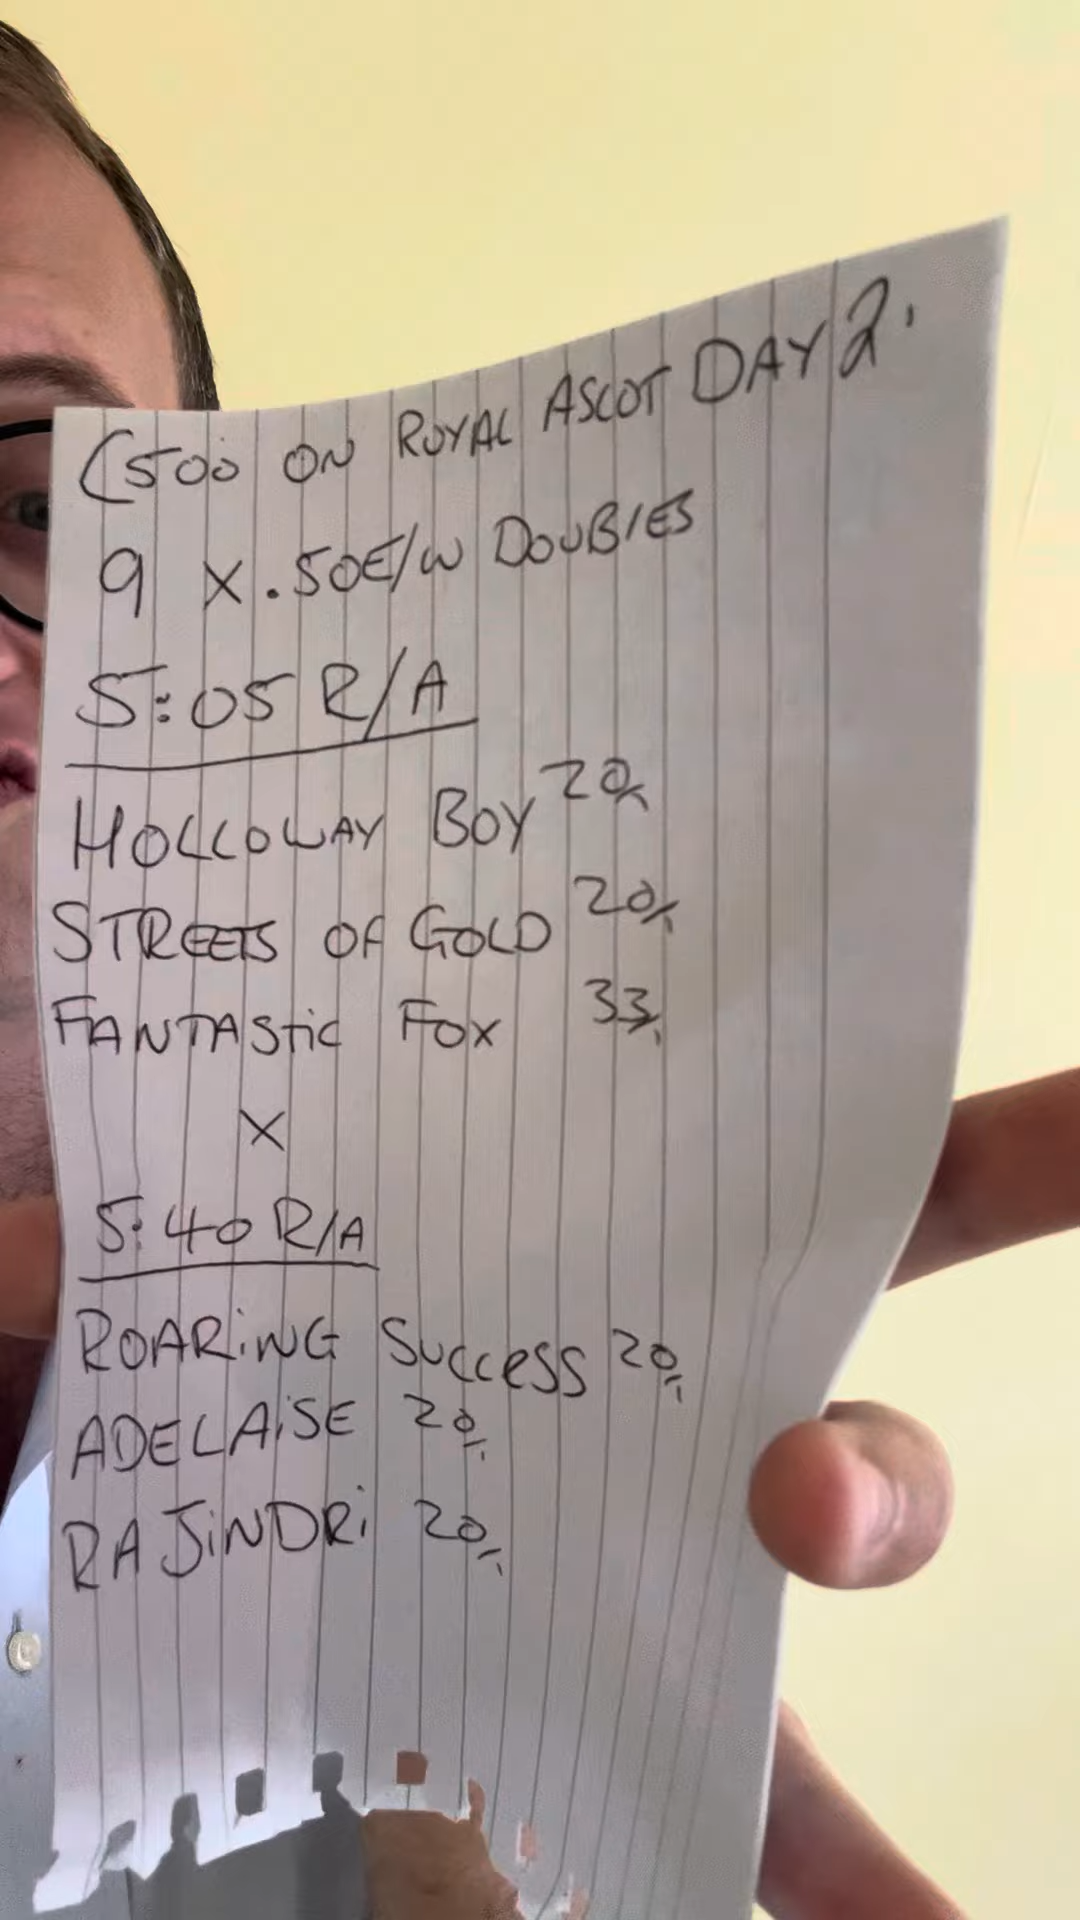 (500 ON ROYAL ASCOT DAY 2.
9 X .50E/W DOUBLES
5:05 R/A
HOLLOWAY BOY 20/1
STREETS OF GOLD 20/1
FANTASTIC FOX 33/1
X
5:40 R/A
ROARING SUCCESS 20/1
ADELAISE 20/1
RAJINDRI 20/1